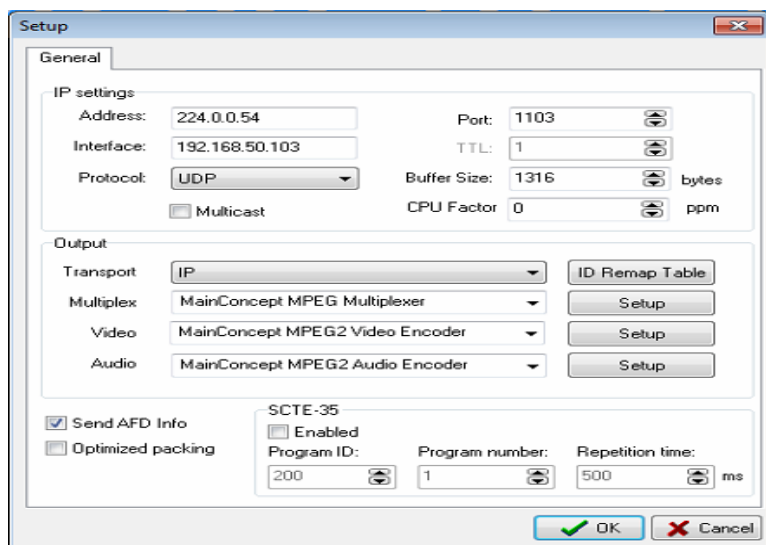 Setup
General
IP settings
Address: 224.0.0.54 Port: 1103
Interface: 192.168.50.103 TTL: 1
Protocol: UDP Buffer Size: 1316 bytes
Multicast CPU Factor 0 ppm
Output
Transport IP ID Remap Table
Multiplex MainConcept MPEG Multiplexer Setup
Video MainConcept MPEG2 Video Encoder Setup
Audio MainConcept MPEG2 Audio Encoder Setup
Send AFD Info
Optimized packing
SCTE-35
Enabled
Program ID: Program number: Repetition time:
200 1 500 ms
OK Cancel